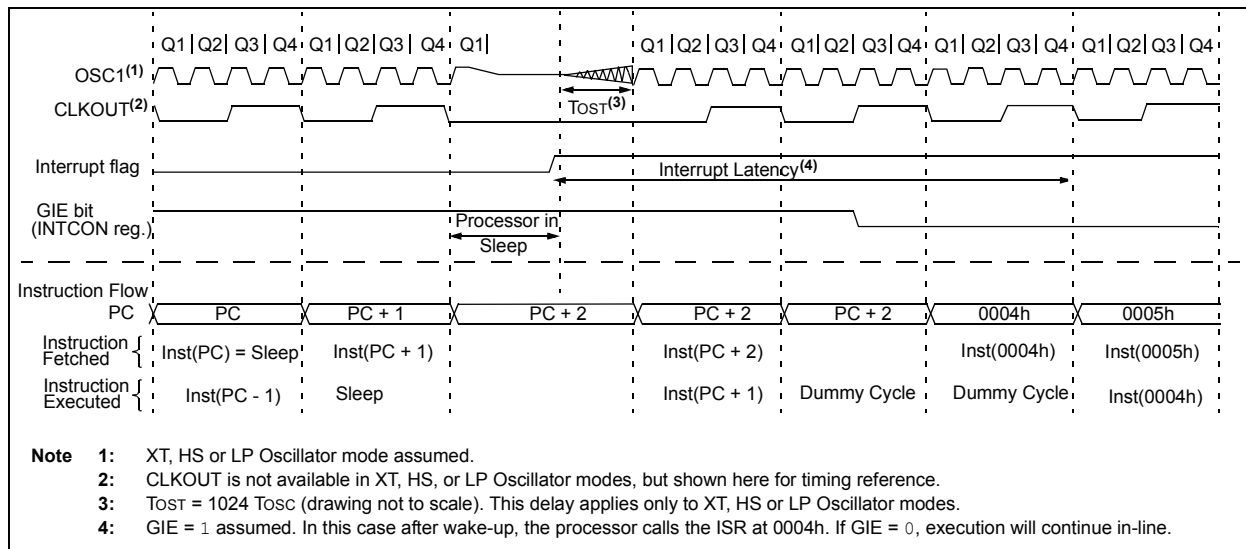 Q1 Q2 Q3 Q4 Q1 Q2 Q3 Q4 Q1 Q1 Q2 Q3 Q4 Q1 Q2 Q3 Q4 Q1 Q2 Q3 Q4 Q1 Q2 Q3 Q4
OSC1(1)
CLKOUT(2)
TOST(3)
Interrupt flag
Interrupt Latency(4)
GIE bit
(INTCON reg.)
Processor in
Sleep
Instruction Flow
PC PC PC + 1 PC + 2 PC + 2 PC + 2 0004h 0005h
Instruction
Fetched { Inst(PC) = Sleep Inst(PC + 1) Inst(PC + 2) Inst(0004h) Inst(0005h)
Instruction
Executed { Inst(PC - 1) Sleep Inst(PC + 1) Dummy Cycle Dummy Cycle Inst(0004h)
Note 1: XT, HS or LP Oscillator mode assumed.
2: CLKOUT is not available in XT, HS, or LP Oscillator modes, but shown here for timing reference.
3: TOST = 1024 TOSC (drawing not to scale). This delay applies only to XT, HS or LP Oscillator modes.
4: GIE = 1 assumed. In this case after wake-up, the processor calls the ISR at 0004h. If GIE = 0, execution will continue in-line.